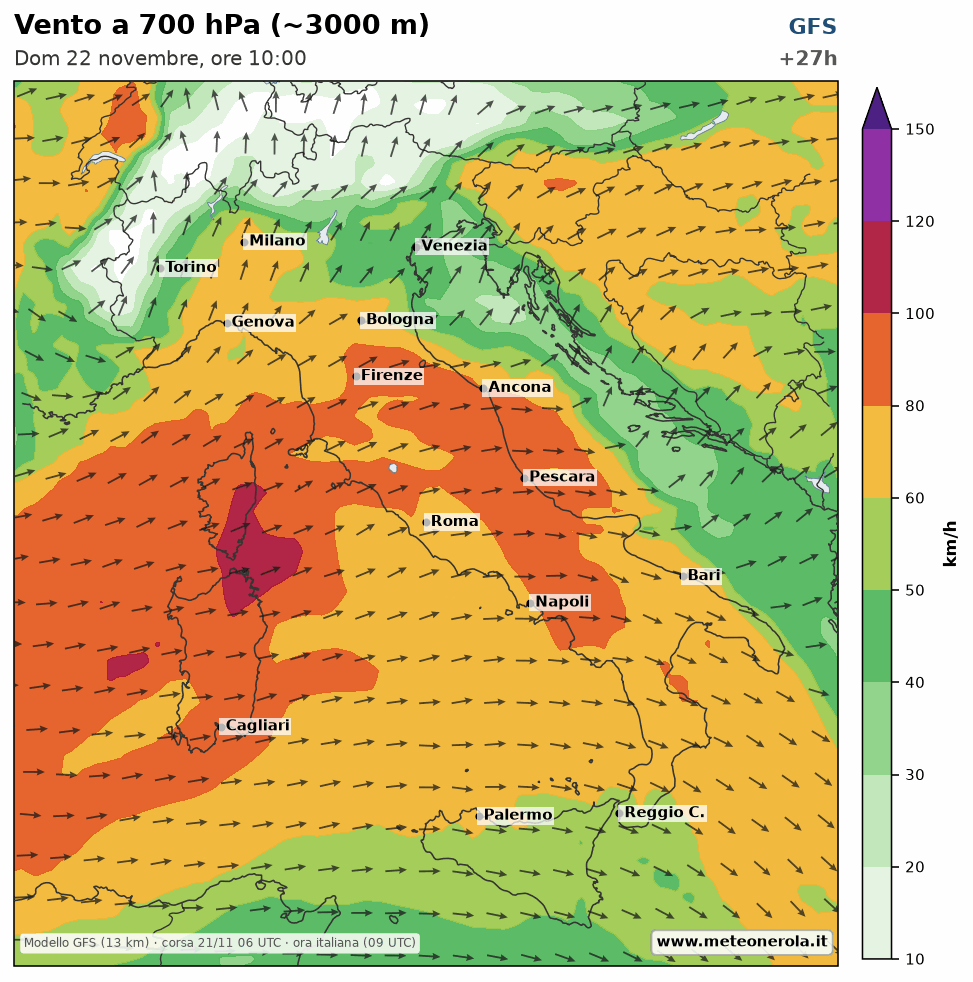 Vento a 700 hPa (~3000 m)
GFS
Dom 22 novembre, ore 10:00
+27h
150
120
100
80
60
50
40
30
20
10
km/h
Milano
Venezia
Torino
Genova
Bologna
Firenze
Ancona
Pescara
Roma
Bari
Napoli
Cagliari
Palermo
Reggio C.
Modello GFS (13 km) · corsa 21/11 06 UTC · ora italiana (09 UTC)
www.meteonerola.it